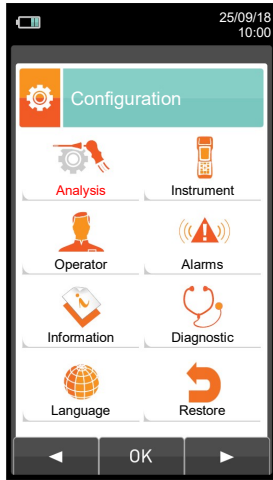 25/09/18
10:00
Configuration
Analysis
Instrument
Operator
Alarms
Information
Diagnostic
Language
Restore
OK